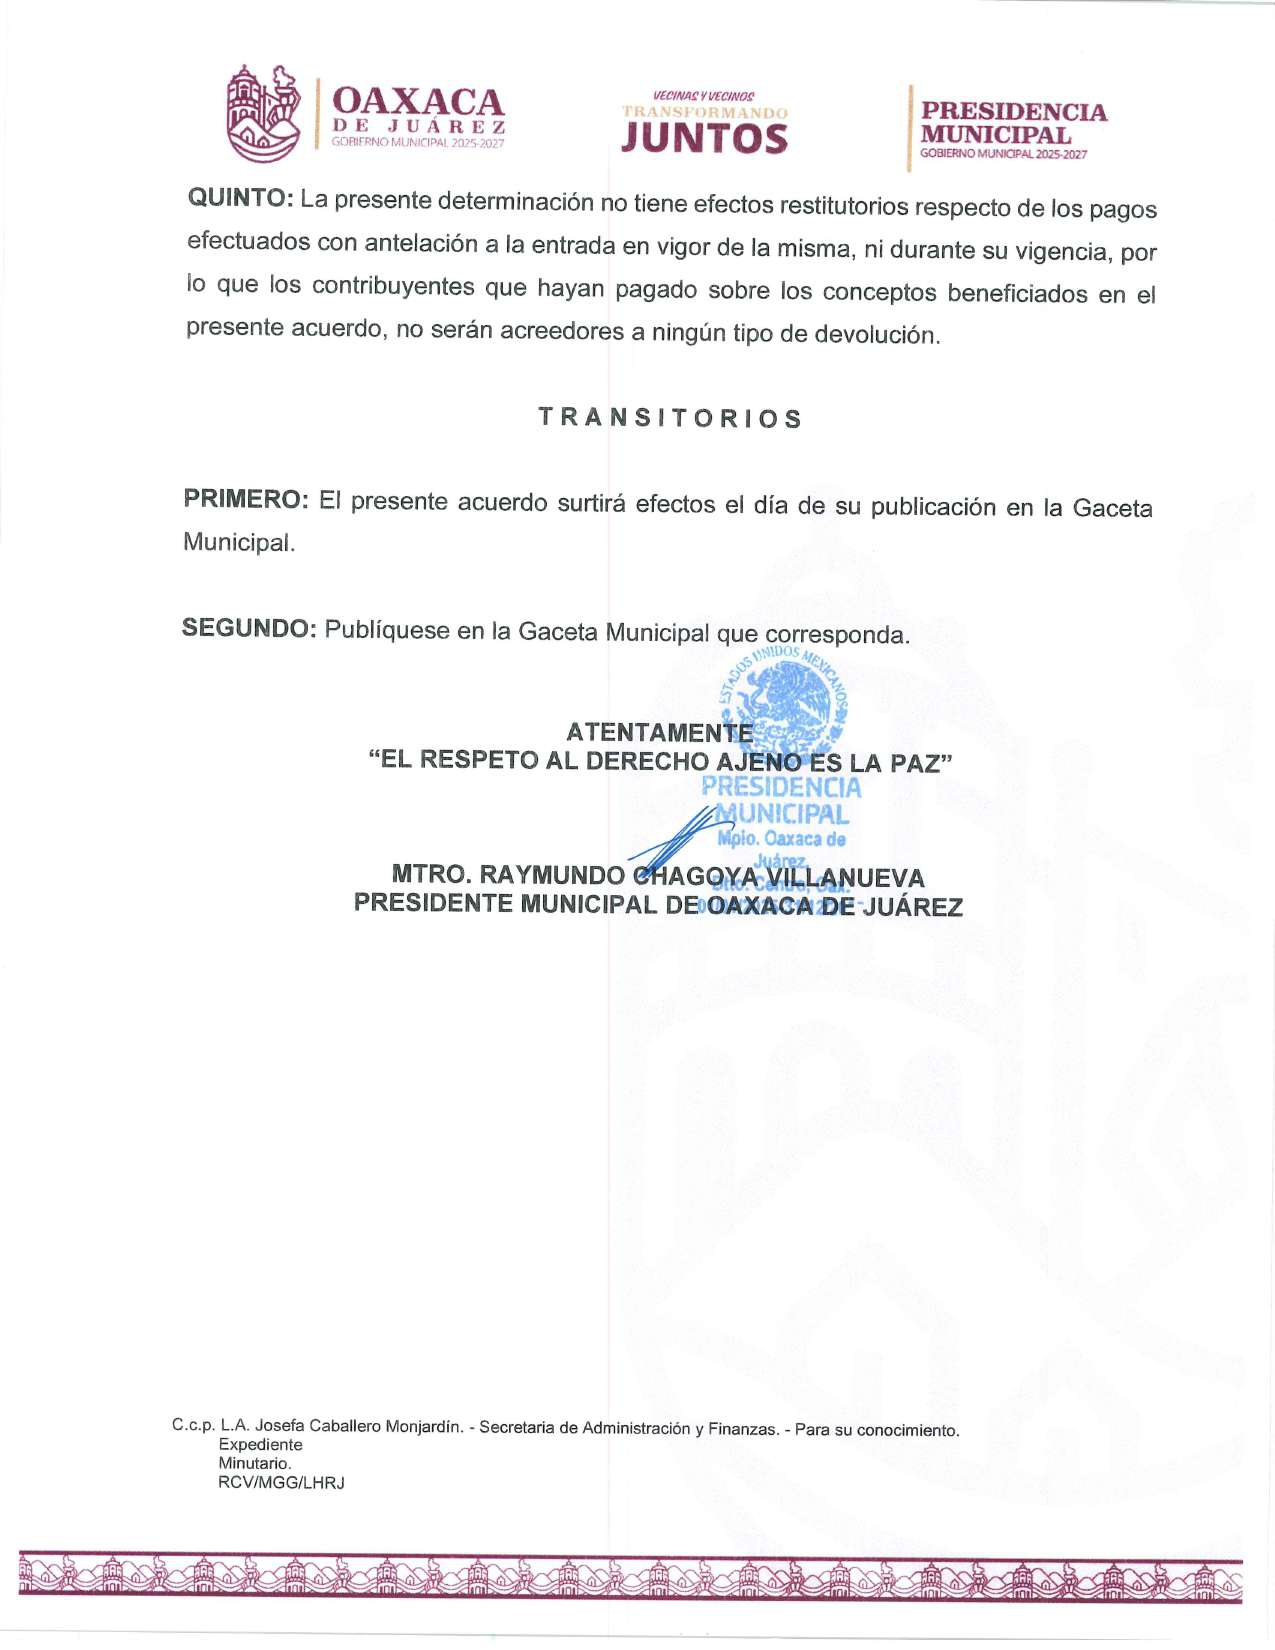 OAXACA
DE JUÁREZ
GOBIERNO MUNICIPAL 2025-2027
VECINAS Y VECINOS
TRANSFORMANDO
JUNTOS
PRESIDENCIA
MUNICIPAL
GOBIERNO MUNICIPAL 2025-2027
QUINTO: La presente determinación no tiene efectos restitutorios respecto de los pagos
efectuados con antelación a la entrada en vigor de la misma, ni durante su vigencia, por
lo que los contribuyentes que hayan pagado sobre los conceptos beneficiados en el
presente acuerdo, no serán acreedores a ningún tipo de devolución.
T R A N S I T O R I O S
PRIMERO: El presente acuerdo surtirá efectos el día de su publicación en la Gaceta
Municipal.
SEGUNDO: Publíquese en la Gaceta Municipal que corresponda.
ESTADOS UNIDOS MEXICANOS
ATENTAMENTE
“EL RESPETO AL DERECHO AJENO ES LA PAZ”
PRESIDENCIA
MUNICIPAL
Mpio. Oaxaca de
Juárez,
MTRO. RAYMUNDO CHAGOYA VILLANUEVA
PRESIDENTE MUNICIPAL DE OAXACA DE JUÁREZ
C.c.p. L.A. Josefa Caballero Monjardín. - Secretaria de Administración y Finanzas. - Para su conocimiento.
Expediente
Minutario.
RCV/MGG/LHRJ